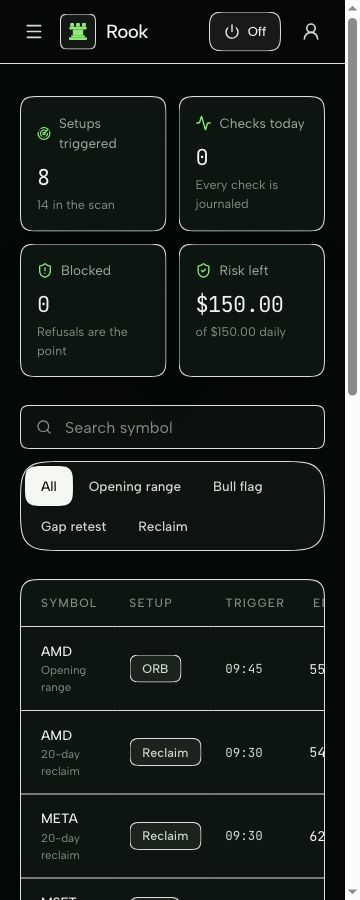 Rook
Off
Setups
triggered
8
14 in the scan
Checks today
0
Every check is
journaled
Blocked
0
Refusals are the
point
Risk left
$150.00
of $150.00 daily
Search symbol
All Opening range Bull flag
Gap retest Reclaim
SYMBOL SETUP TRIGGER
AMD
Opening
range
ORB 09:45 55
AMD
20-day
reclaim
Reclaim 09:30 54
META
20-day
reclaim
Reclaim 09:30 62